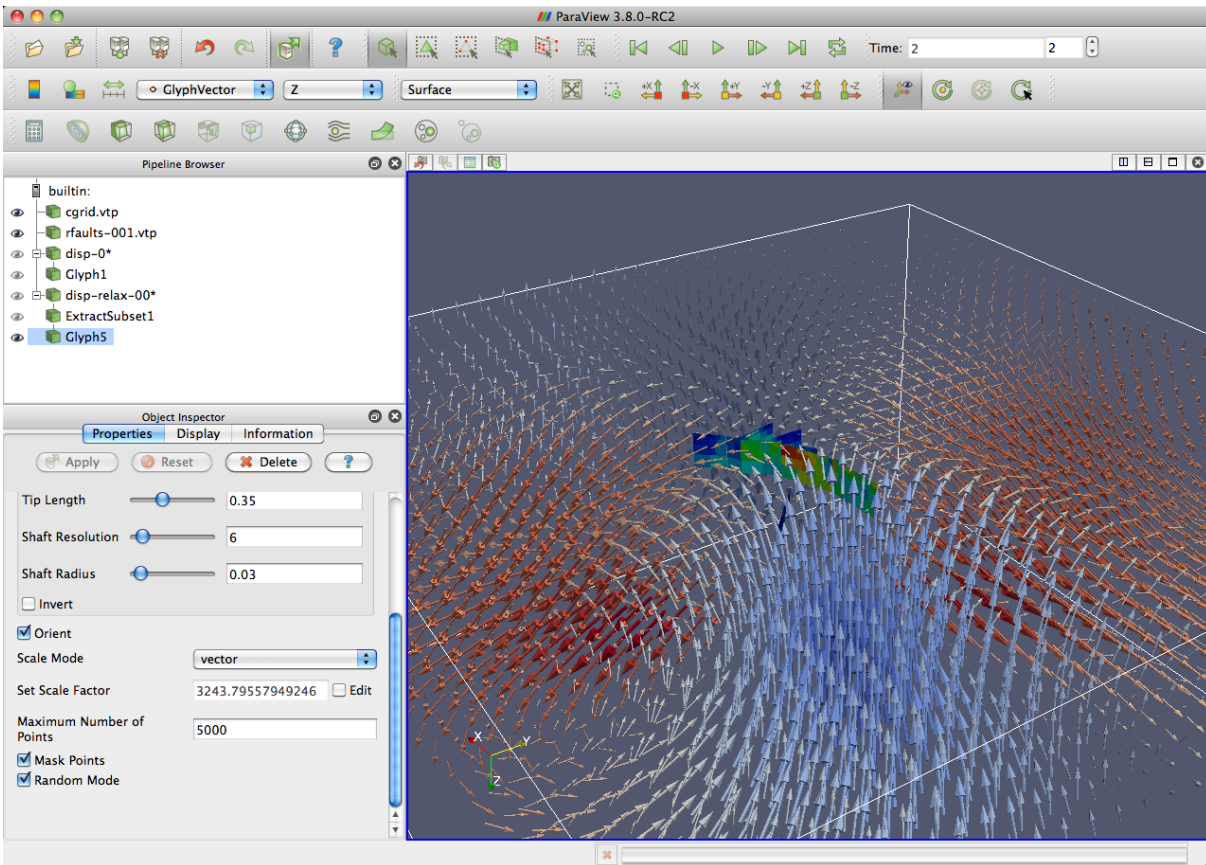 ParaView 3.8.0-RC2
Time: 2 2
GlyphVector Z Surface +X -X +Y -Y +Z -Z
Pipeline Browser
builtin:
cgrid.vtp
rfaults-001.vtp
disp-0*
Glyph1
disp-relax-00*
ExtractSubset1
Glyph5
Object Inspector
Properties Display Information
Apply Reset Delete ?
Tip Length 0.35
Shaft Resolution 6
Shaft Radius 0.03
Invert
Orient
Scale Mode vector
Set Scale Factor 3243.79557949246 Edit
Maximum Number of
Points 5000
Mask Points
Random Mode
X Y
Z